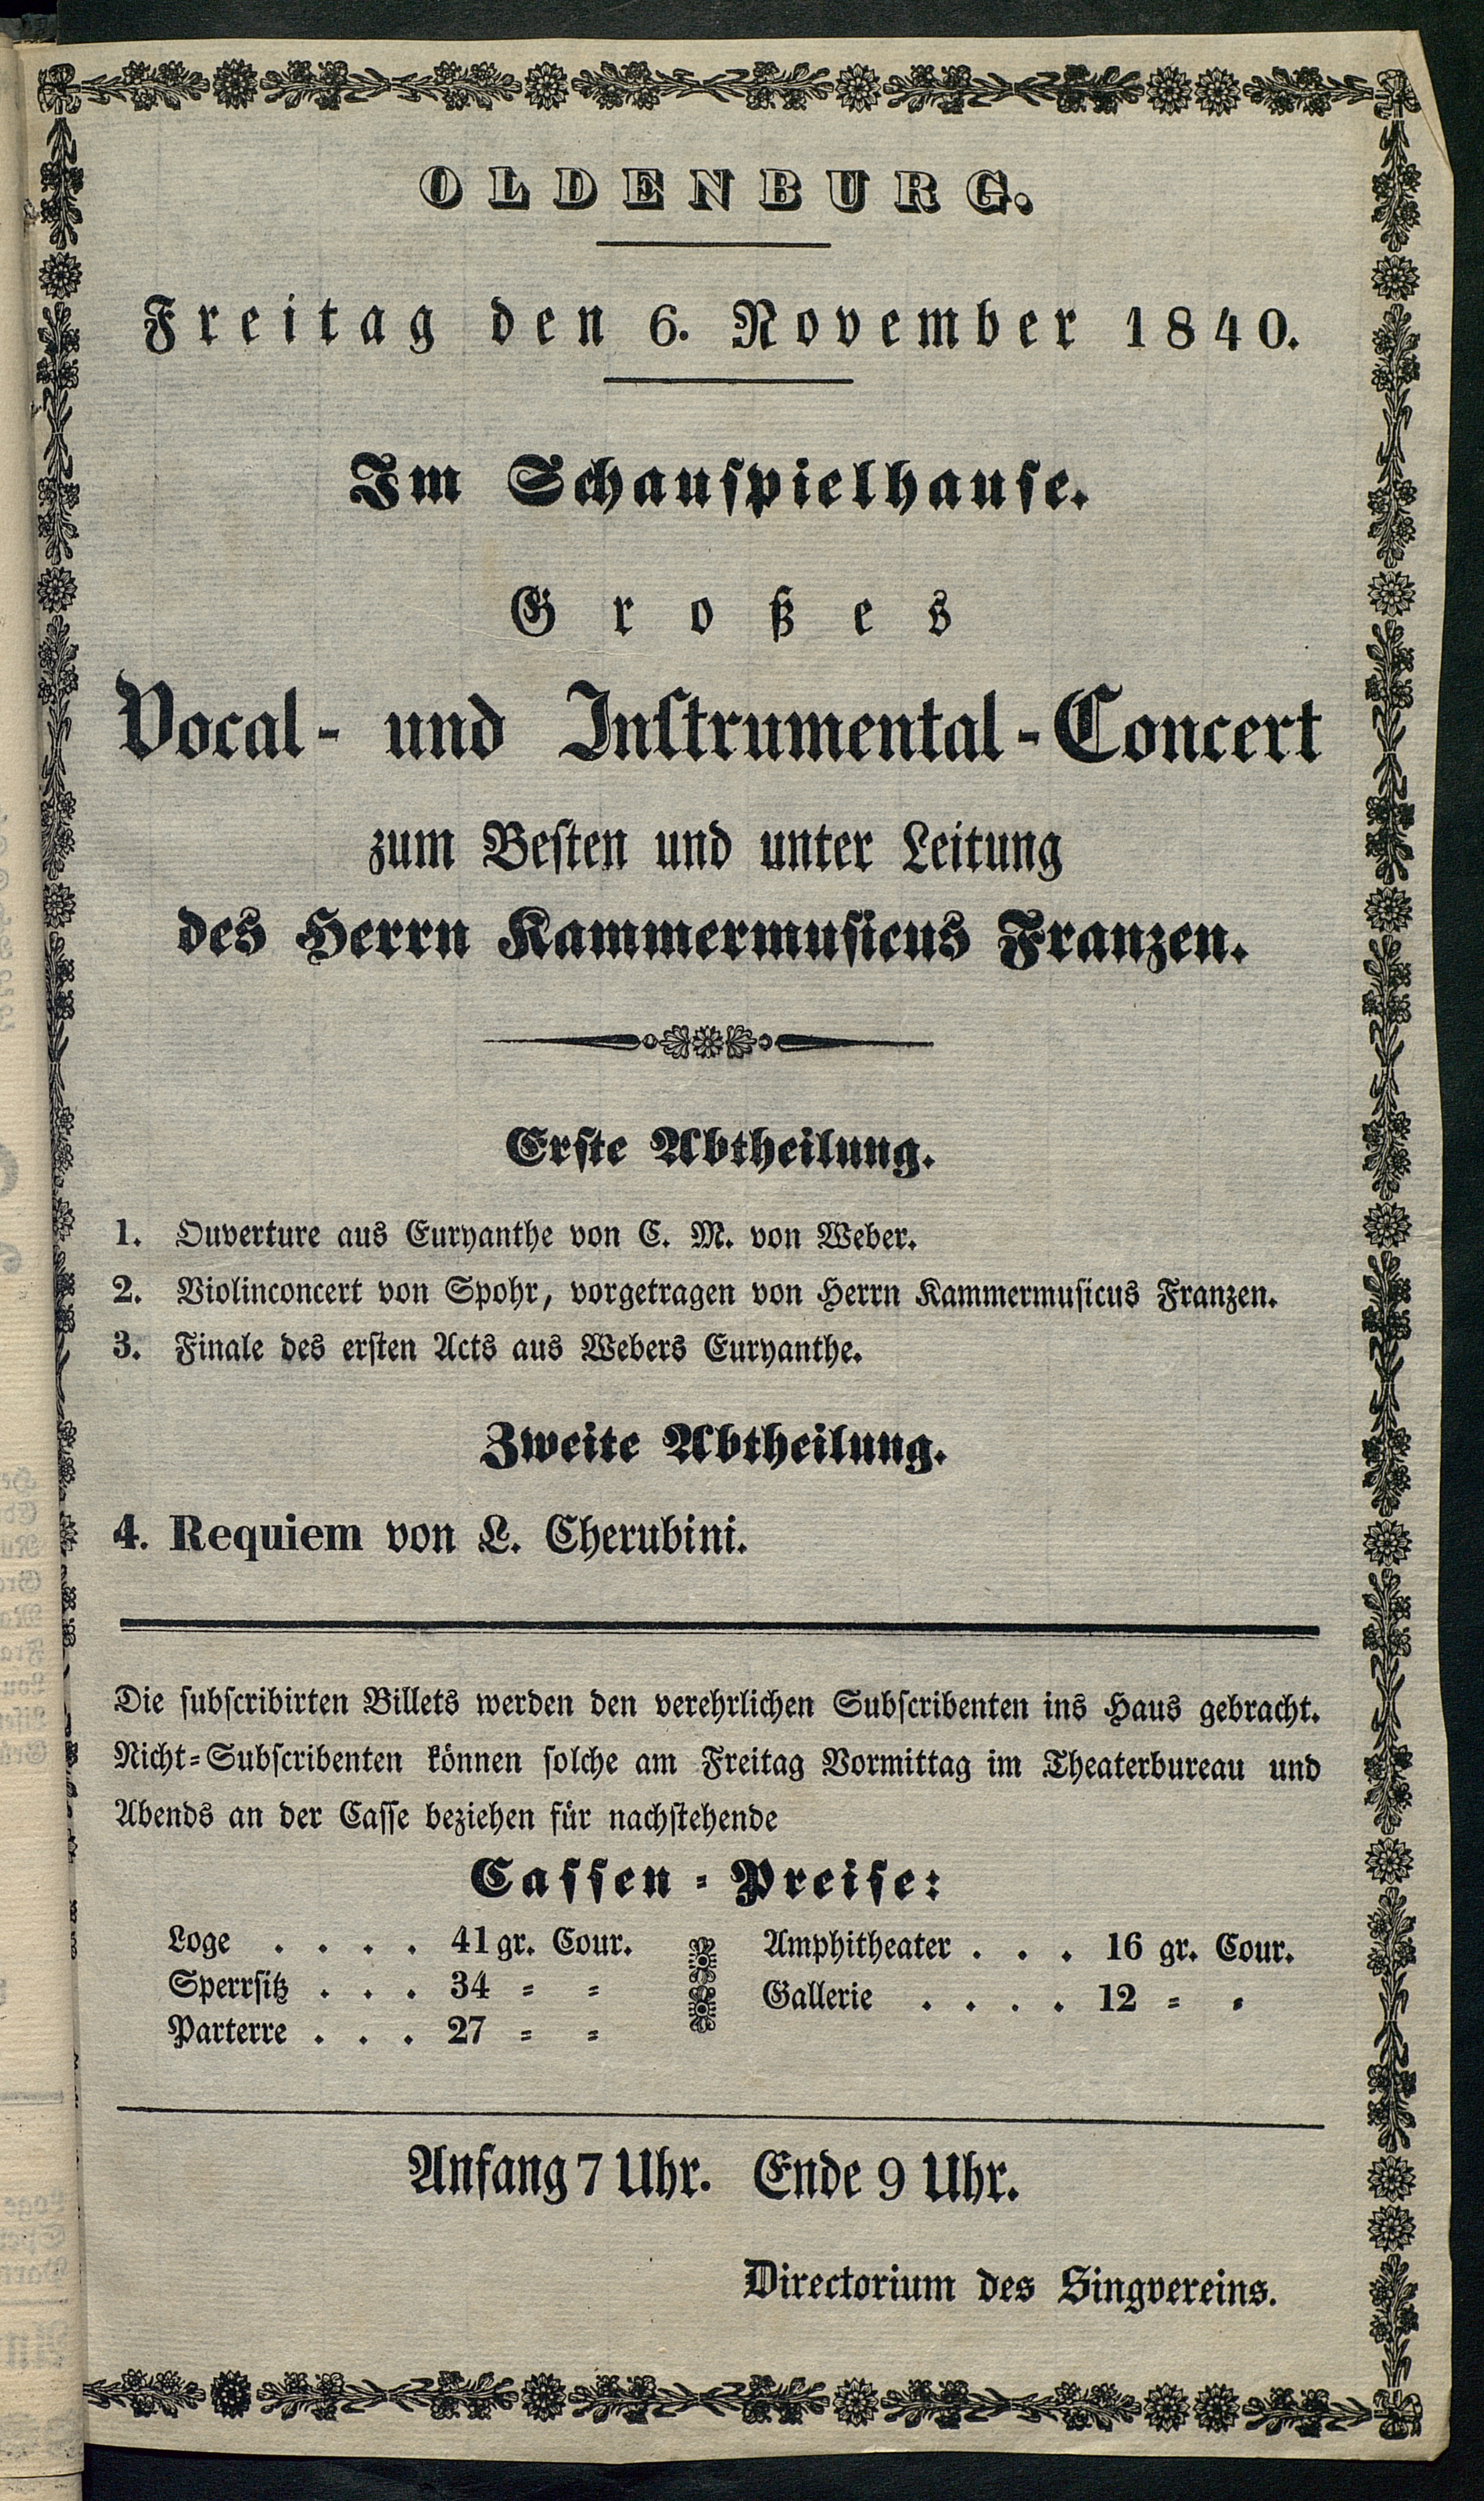 OLDENBURG.
Freitag den 6. November 1840.
Im Schauspielhause.
Großes
Vocal- und Instrumental-Concert
zum Besten und unter Leitung
des Herrn Kammermusicus Franzen.
Erste Abtheilung.
1. Ouverture aus Euryanthe von C. M. von Weber.
2. Violinconcert von Spohr, vorgetragen von Herrn Kammermusicus Franzen.
3. Finale des ersten Acts aus Webers Euryanthe.
Zweite Abtheilung.
4. Requiem von L. Cherubini.
Die subscribirten Billets werden den verehrlichen Subscribenten ins Haus gebracht.
Nicht-Subscribenten können solche am Freitag Vormittag im Theaterbureau und
Abends an der Casse beziehen für nachstehende
Cassen-Preise:
Loge . . . . 41 gr. Cour.
Sperrsitz . . . 34 = =
Parterre . . . 27 = =
Amphitheater . . . 16 gr. Cour.
Gallerie . . . . 12 = =
Anfang 7 Uhr. Ende 9 Uhr.
Directorium des Singvereins.